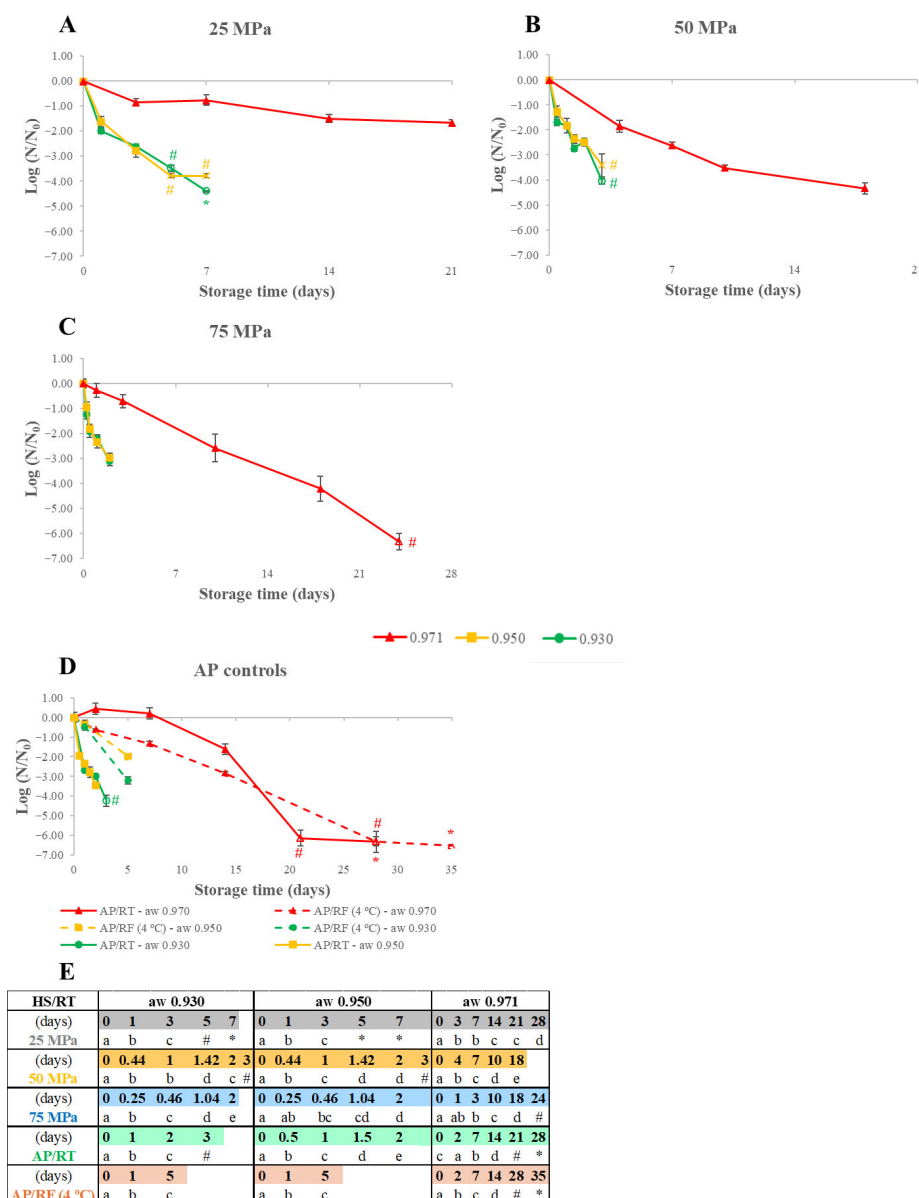 A
25 MPa
1.00
0.00
−1.00
−2.00
−3.00
−4.00
−5.00
−6.00
−7.00
Log (N/N0)
#
#
#
*
0 7 14 21
Storage time (days)
B
50 MPa
1.00
0.00
−1.00
−2.00
−3.00
−4.00
−5.00
−6.00
−7.00
Log (N/N0)
#
#
0 7 14 2
Storage time (days)
C
75 MPa
1.00
0.00
−1.00
−2.00
−3.00
−4.00
−5.00
−6.00
−7.00
Log (N/N0)
#
0 7 14 21 28
Storage time (days)
0.971 0.950 0.930
D
AP controls
1.00
0.00
−1.00
−2.00
−3.00
−4.00
−5.00
−6.00
−7.00
Log (N/N0)
#
#
#
*
*
0 5 10 15 20 25 30 35
Storage time (days)
AP/RT - aw 0.970 AP/RF (4 °C) - aw 0.970
AP/RF (4 °C) - aw 0.950 AP/RF (4 °C) - aw 0.930
AP/RT - aw 0.930 AP/RT - aw 0.950
E
HS/RT aw 0.930 aw 0.950 aw 0.971
(days) 0 1 3 5 7 0 1 3 5 7 0 3 7 14 21 28
25 MPa a b c # * a b c * * a b b c c d
(days) 0 0.44 1 1.42 2 3 0 0.44 1 1.42 2 3 0 4 7 10 18
50 MPa a b b d c # a b c d d # a b c d e
(days) 0 0.25 0.46 1.04 2 0 0.25 0.46 1.04 2 0 1 3 10 18 24
75 MPa a b c d e a ab bc cd d a ab b c d #
(days) 0 1 2 3 0 0.5 1 1.5 2 0 2 7 14 21 28
AP/RT a b c # a b c d e c a b d # *
(days) 0 1 5 0 1 5 0 2 7 14 28 35
AP/RF (4 °C) a b c a b c a b c d # *